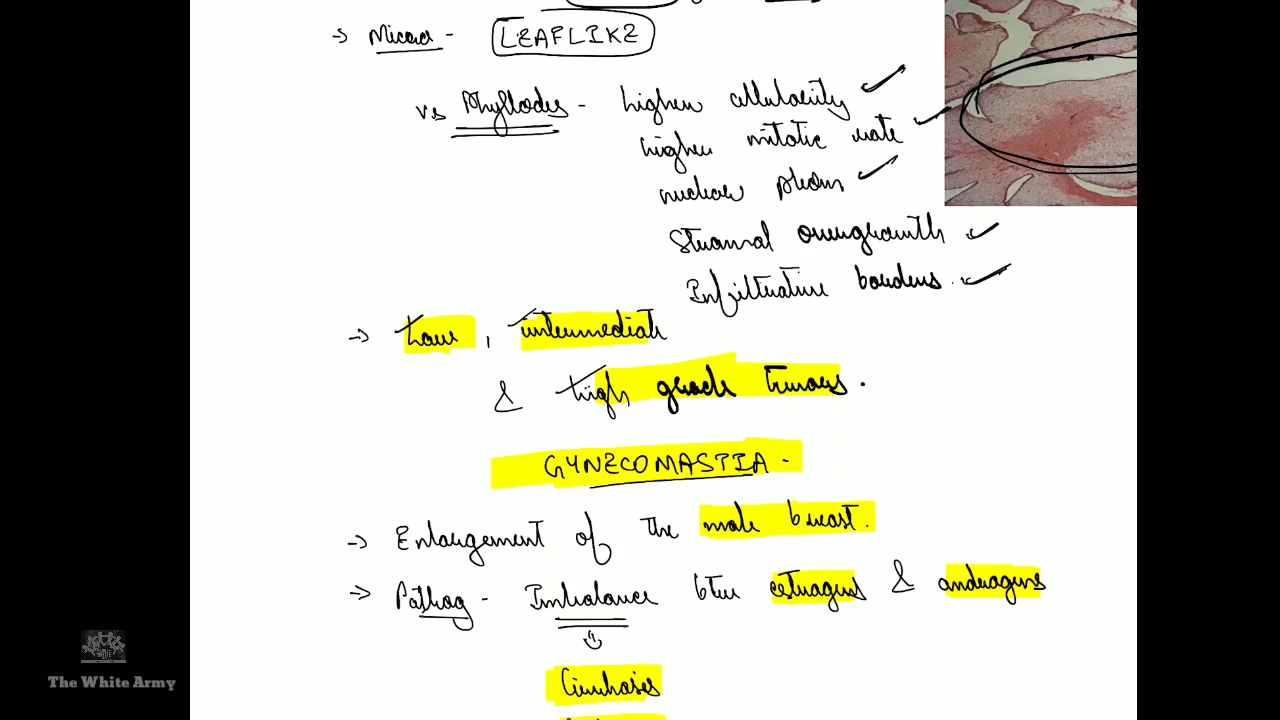 → Micro - LEAFLIKE
vs Phyllodes - higher cellularity ✓
higher mitotic rate ✓
nuclear pleom ✓
Stromal overgrowth ✓
Infiltrative borders. ✓
→ Low, intermediate
& high grade tumors.
GYNECOMASTIA -
→ Enlargement of the male breast.
→ Pathog - Imbalance btw estrogens & androgens
Cirrhosis
The White Army